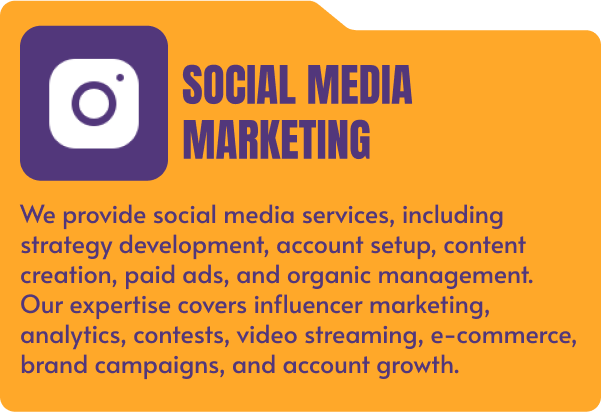 SOCIAL MEDIA
MARKETING
We provide social media services, including
strategy development, account setup, content
creation, paid ads, and organic management.
Our expertise covers influencer marketing,
analytics, contests, video streaming, e-commerce,
brand campaigns, and account growth.